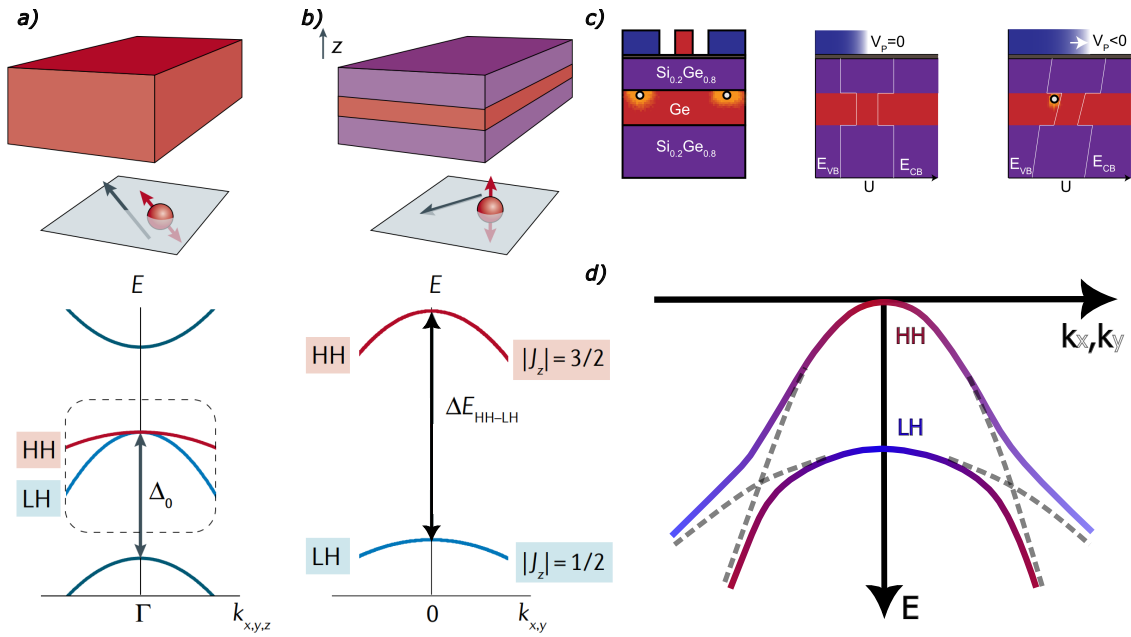 a)
b)
z
c)
Si0.2Ge0.8
Ge
Si0.2Ge0.8
VP=0
EVB
ECB
U
VP<0
EVB
ECB
U
E
HH
LH
Δ0
Γ
kx,y,z
E
HH
|Jz| = 3/2
ΔEHH–LH
LH
|Jz| = 1/2
0
kx,y
d)
kx,ky
HH
LH
E